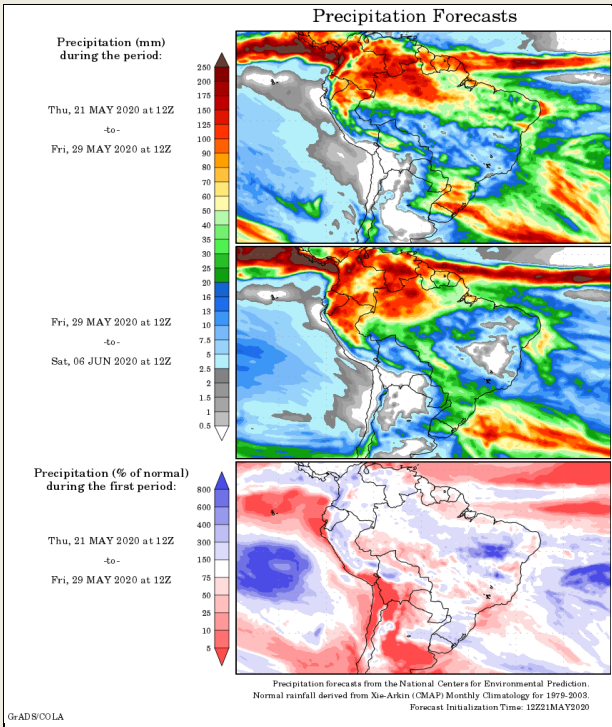 Precipitation Forecasts
Precipitation (mm)
during the period:
Thu, 21 MAY 2020 at 12Z
-to-
Fri, 29 MAY 2020 at 12Z
250
200
175
150
125
100
90
80
70
60
50
40
35
30
25
20
16
13
10
7.5
5
2.5
2
1.5
1
0.5
Fri, 29 MAY 2020 at 12Z
-to-
Sat, 06 JUN 2020 at 12Z
Precipitation (% of normal)
during the first period:
Thu, 21 MAY 2020 at 12Z
-to-
Fri, 29 MAY 2020 at 12Z
800
600
400
300
150
75
50
25
10
5
Precipitation forecasts from the National Centers for Environmental Prediction.
Normal rainfall derived from Xie-Arkin (CMAP) Monthly Climatology for 1979-2003.
Forecast Initialization Time: 12Z21MAY2020
GrADS/COLA